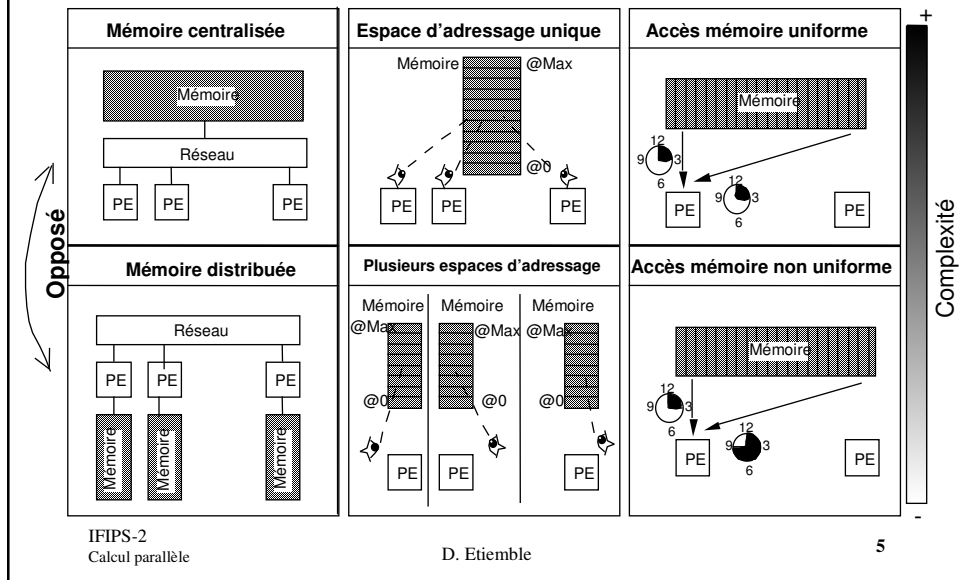 Opposé
Mémoire centralisée
Mémoire
Réseau
PE PE PE
Espace d'adressage unique
Mémoire @Max
@0
PE PE PE
Accès mémoire uniforme
Mémoire
12
9 3
6
12
9 3
6
PE PE
Mémoire distribuée
Réseau
PE PE PE
Mémoire Mémoire Mémoire
Plusieurs espaces d'adressage
Mémoire Mémoire Mémoire
@Max @Max @Max
@0 @0 @0
PE PE PE
Accès mémoire non uniforme
Mémoire
12
9 3
6
12
9 3
6
PE PE
+
Complexité
-
IFIPS-2
Calcul parallèle
D. Etiemble
5